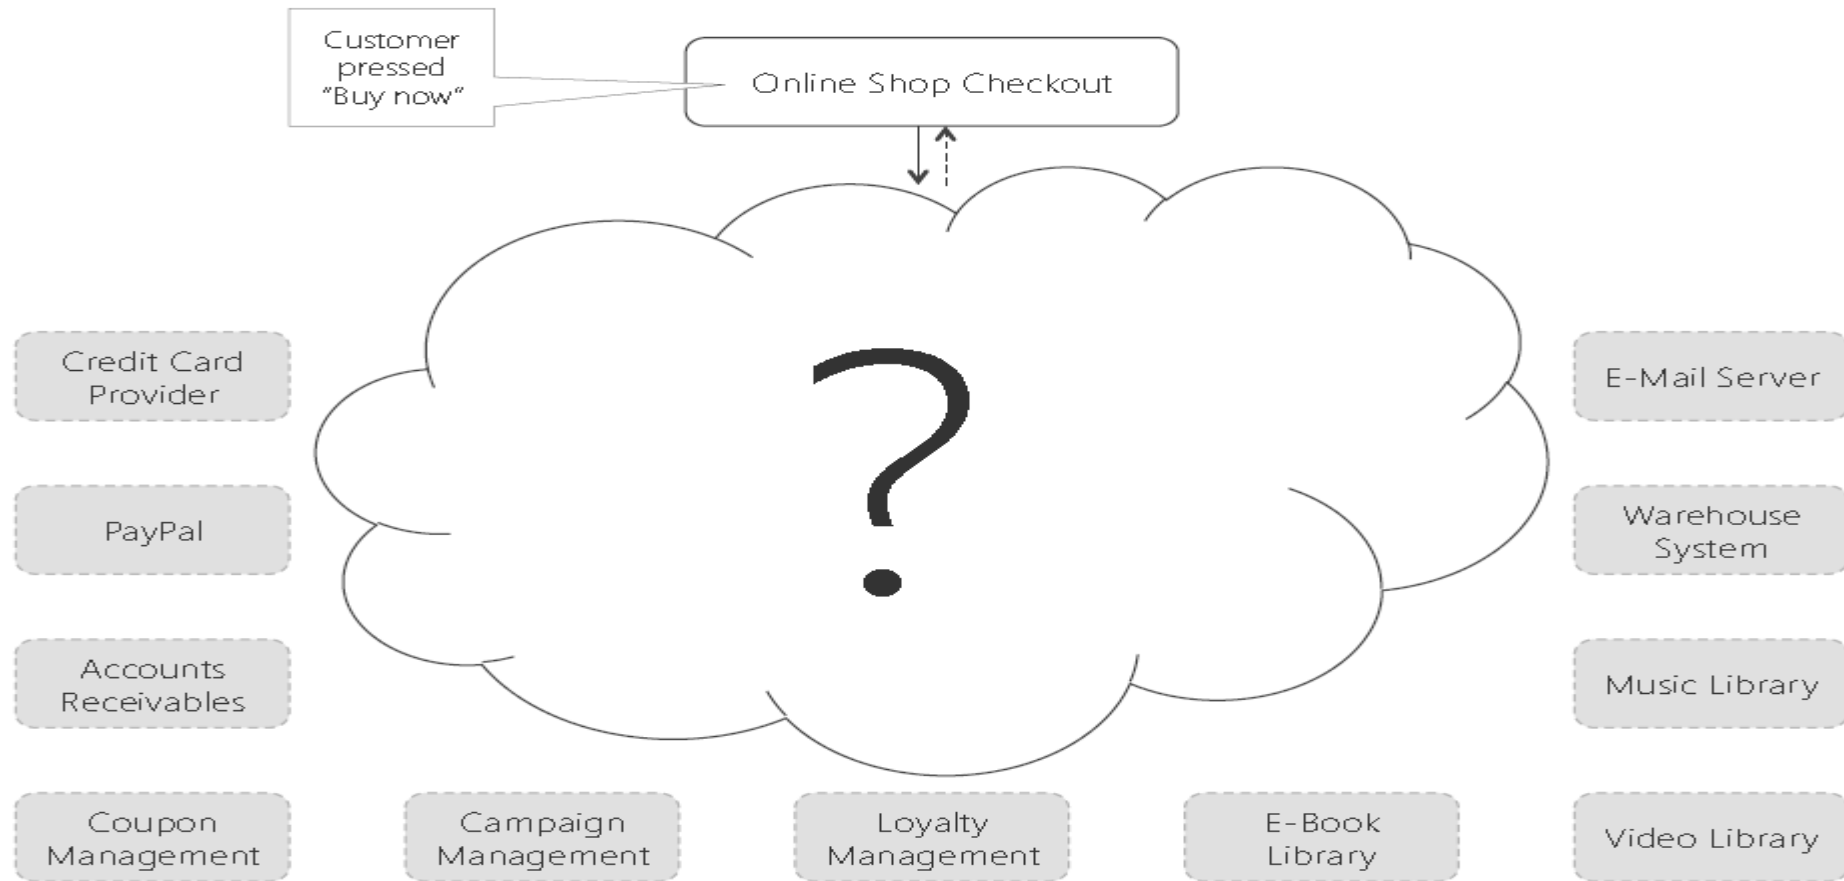 Customer
pressed
“Buy now“
Online Shop Checkout
?
Credit Card
Provider
E-Mail Server
PayPal
Warehouse
System
Accounts
Receivables
Music Library
Coupon
Management
Campaign
Management
Loyalty
Management
E-Book
Library
Video Library